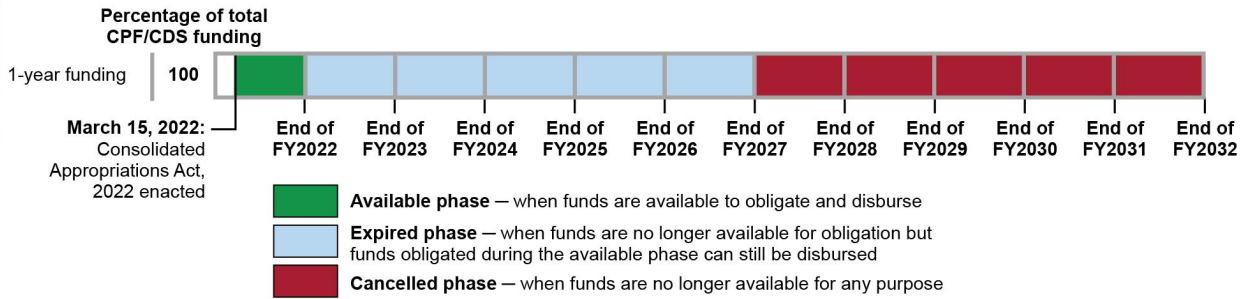 Percentage of total
CPF/CDS funding
1-year funding 100
March 15, 2022:
Consolidated
Appropriations Act,
2022 enacted
End of
FY2022
End of
FY2023
End of
FY2024
End of
FY2025
End of
FY2026
End of
FY2027
End of
FY2028
End of
FY2029
End of
FY2030
End of
FY2031
End of
FY2032
Available phase — when funds are available to obligate and disburse
Expired phase — when funds are no longer available for obligation but
funds obligated during the available phase can still be disbursed
Cancelled phase — when funds are no longer available for any purpose